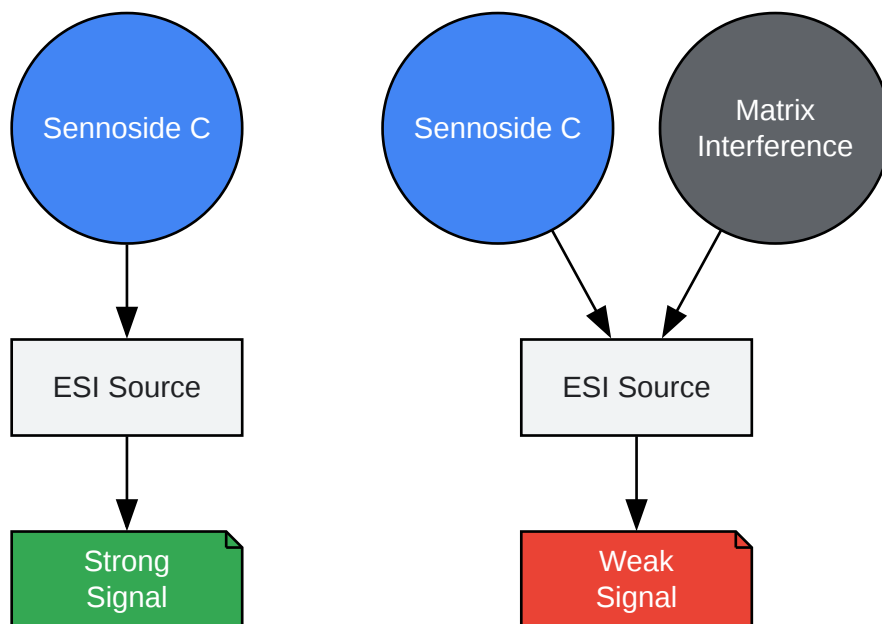 Sennoside C
ESI Source
Strong
Signal
Sennoside C
Matrix
Interference
ESI Source
Weak
Signal